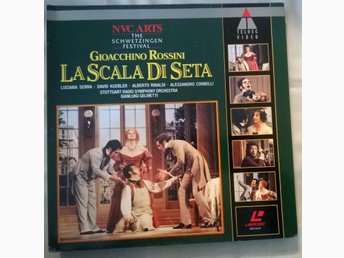 NVC ARTS
THE
SCHWETZINGEN
FESTIVAL
GIOACCHINO ROSSINI
LA SCALA DI SETA
LUCIANA SERRA · DAVID KUEBLER · ALBERTO RINALDI · ALESSANDRO CORBELLI
STUTTGART RADIO SYMPHONY ORCHESTRA
GIANLUIGI GELMETTI
TELDEC
VIDEO